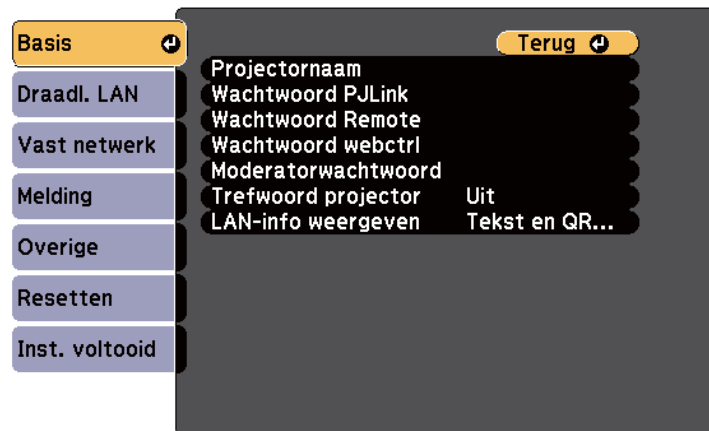 Basis
Draadl. LAN
Vast netwerk
Melding
Overige
Resetten
Inst. voltooid
Terug
Projectornaam
Wachtwoord PJLink
Wachtwoord Remote
Wachtwoord webctrl
Moderatorwachtwoord
Trefwoord projector Uit
LAN-info weergeven Tekst en QR...